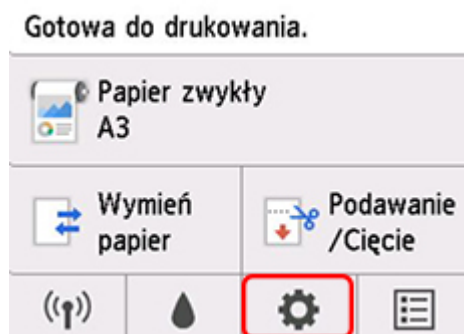 Gotowa do drukowania.
Papier zwykły
A3
Wymień
papier
Podawanie
/Cięcie